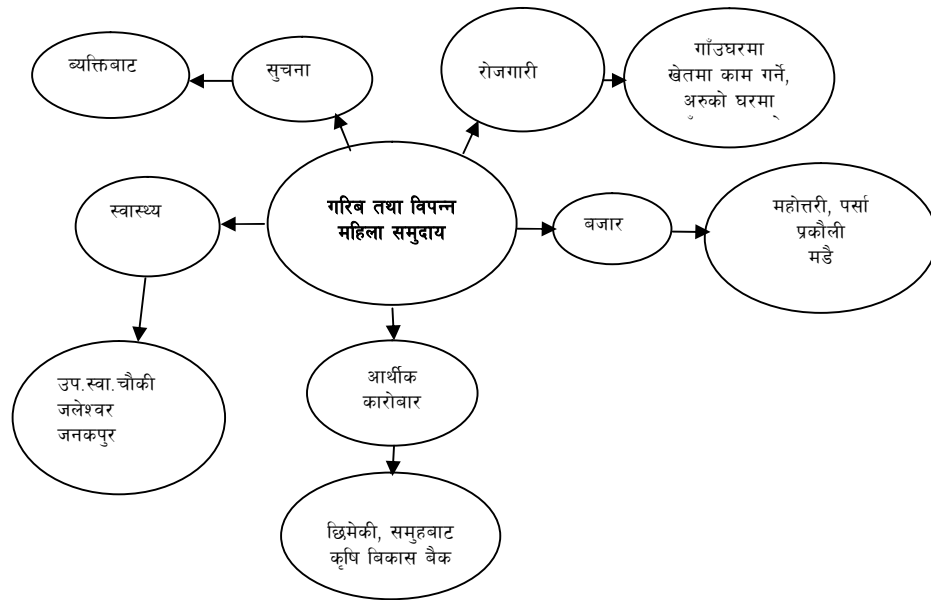 ब्यक्तिबाट
सुचना
रोजगारी
गाँउघरमा
खेतमा काम गर्ने,
अरुको घरमा
स्वास्थ्य
गरिब तथा विपन्न
महिला समुदाय
बजार
महोत्तरी, पर्सा
प्रकौली
मडै
उप.स्वा.चौकी
जलेश्वर
जनकपुर
आर्थीक
कारोबार
छिमेकी, समुहबाट
कृषि बिकास बैक